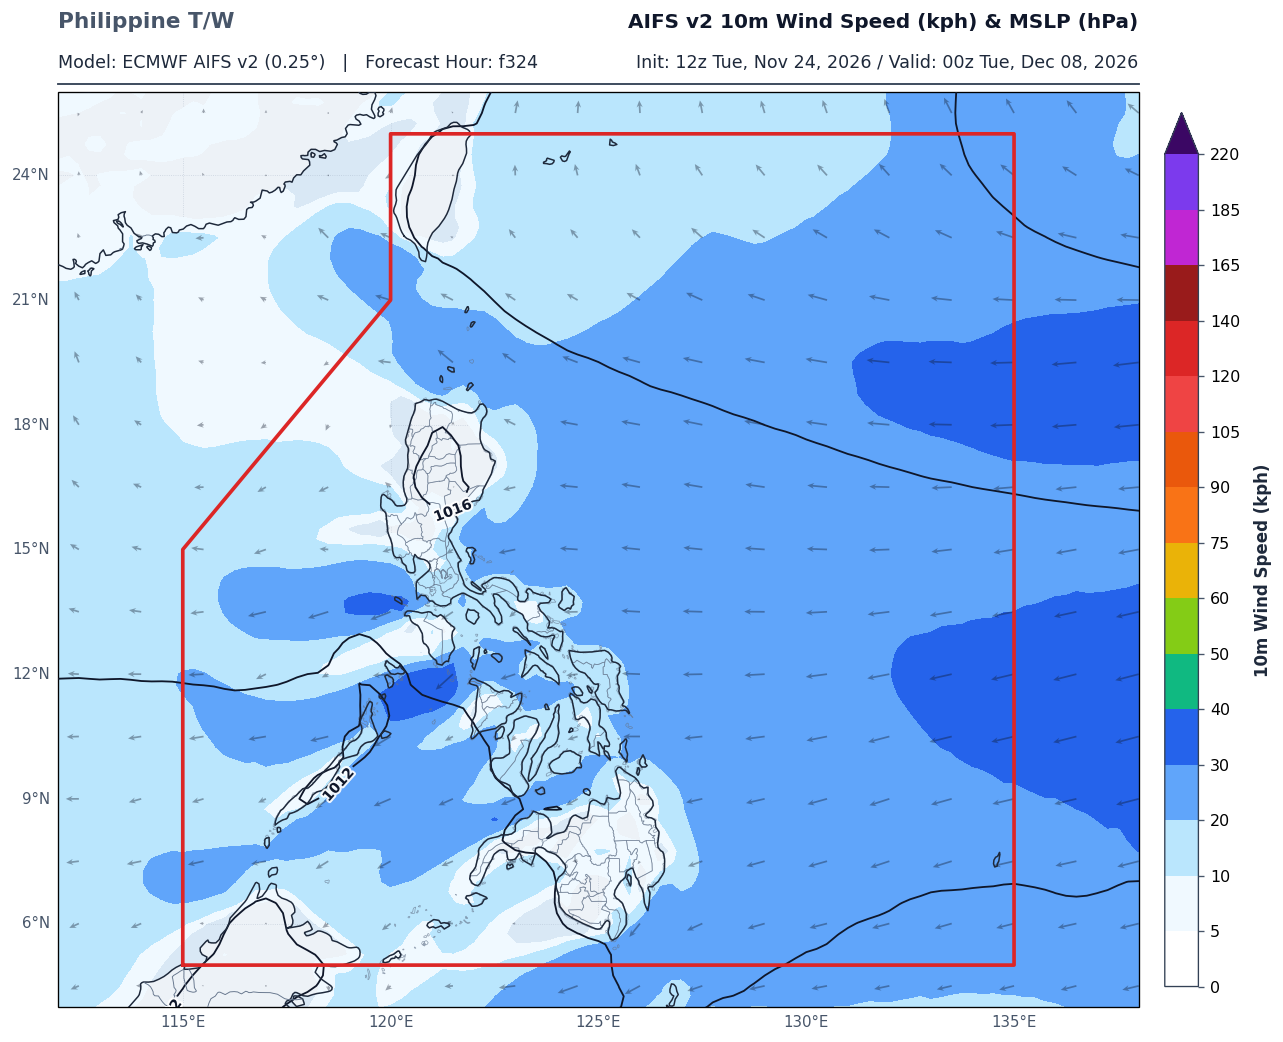 Philippine T/W
AIFS v2 10m Wind Speed (kph) & MSLP (hPa)
Model: ECMWF AIFS v2 (0.25°) | Forecast Hour: f324
Init: 12z Tue, Nov 24, 2026 / Valid: 00z Tue, Dec 08, 2026
24°N
21°N
18°N
15°N
12°N
9°N
6°N
115°E
120°E
125°E
130°E
135°E
1016
1012
2
220
185
165
140
120
105
90
75
60
50
40
30
20
10
5
0
10m Wind Speed (kph)